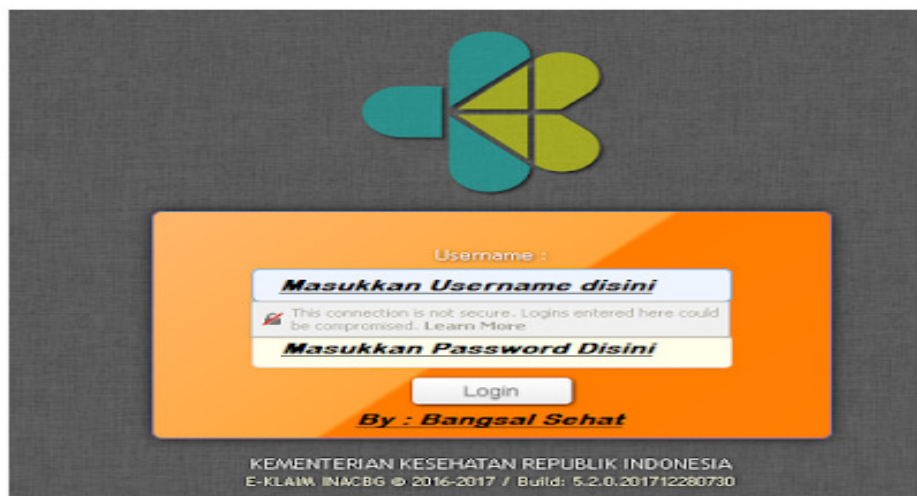 Username :
Masukkan Username disini
This connection is not secure. Logins entered here could
be compromised. Learn More
Masukkan Password Disini
Login
By : Bangsal Sehat
KEMENTERIAN KESEHATAN REPUBLIK INDONESIA
E-KLAIM INACBG © 2016-2017 / Build: 5.2.0.201712280730